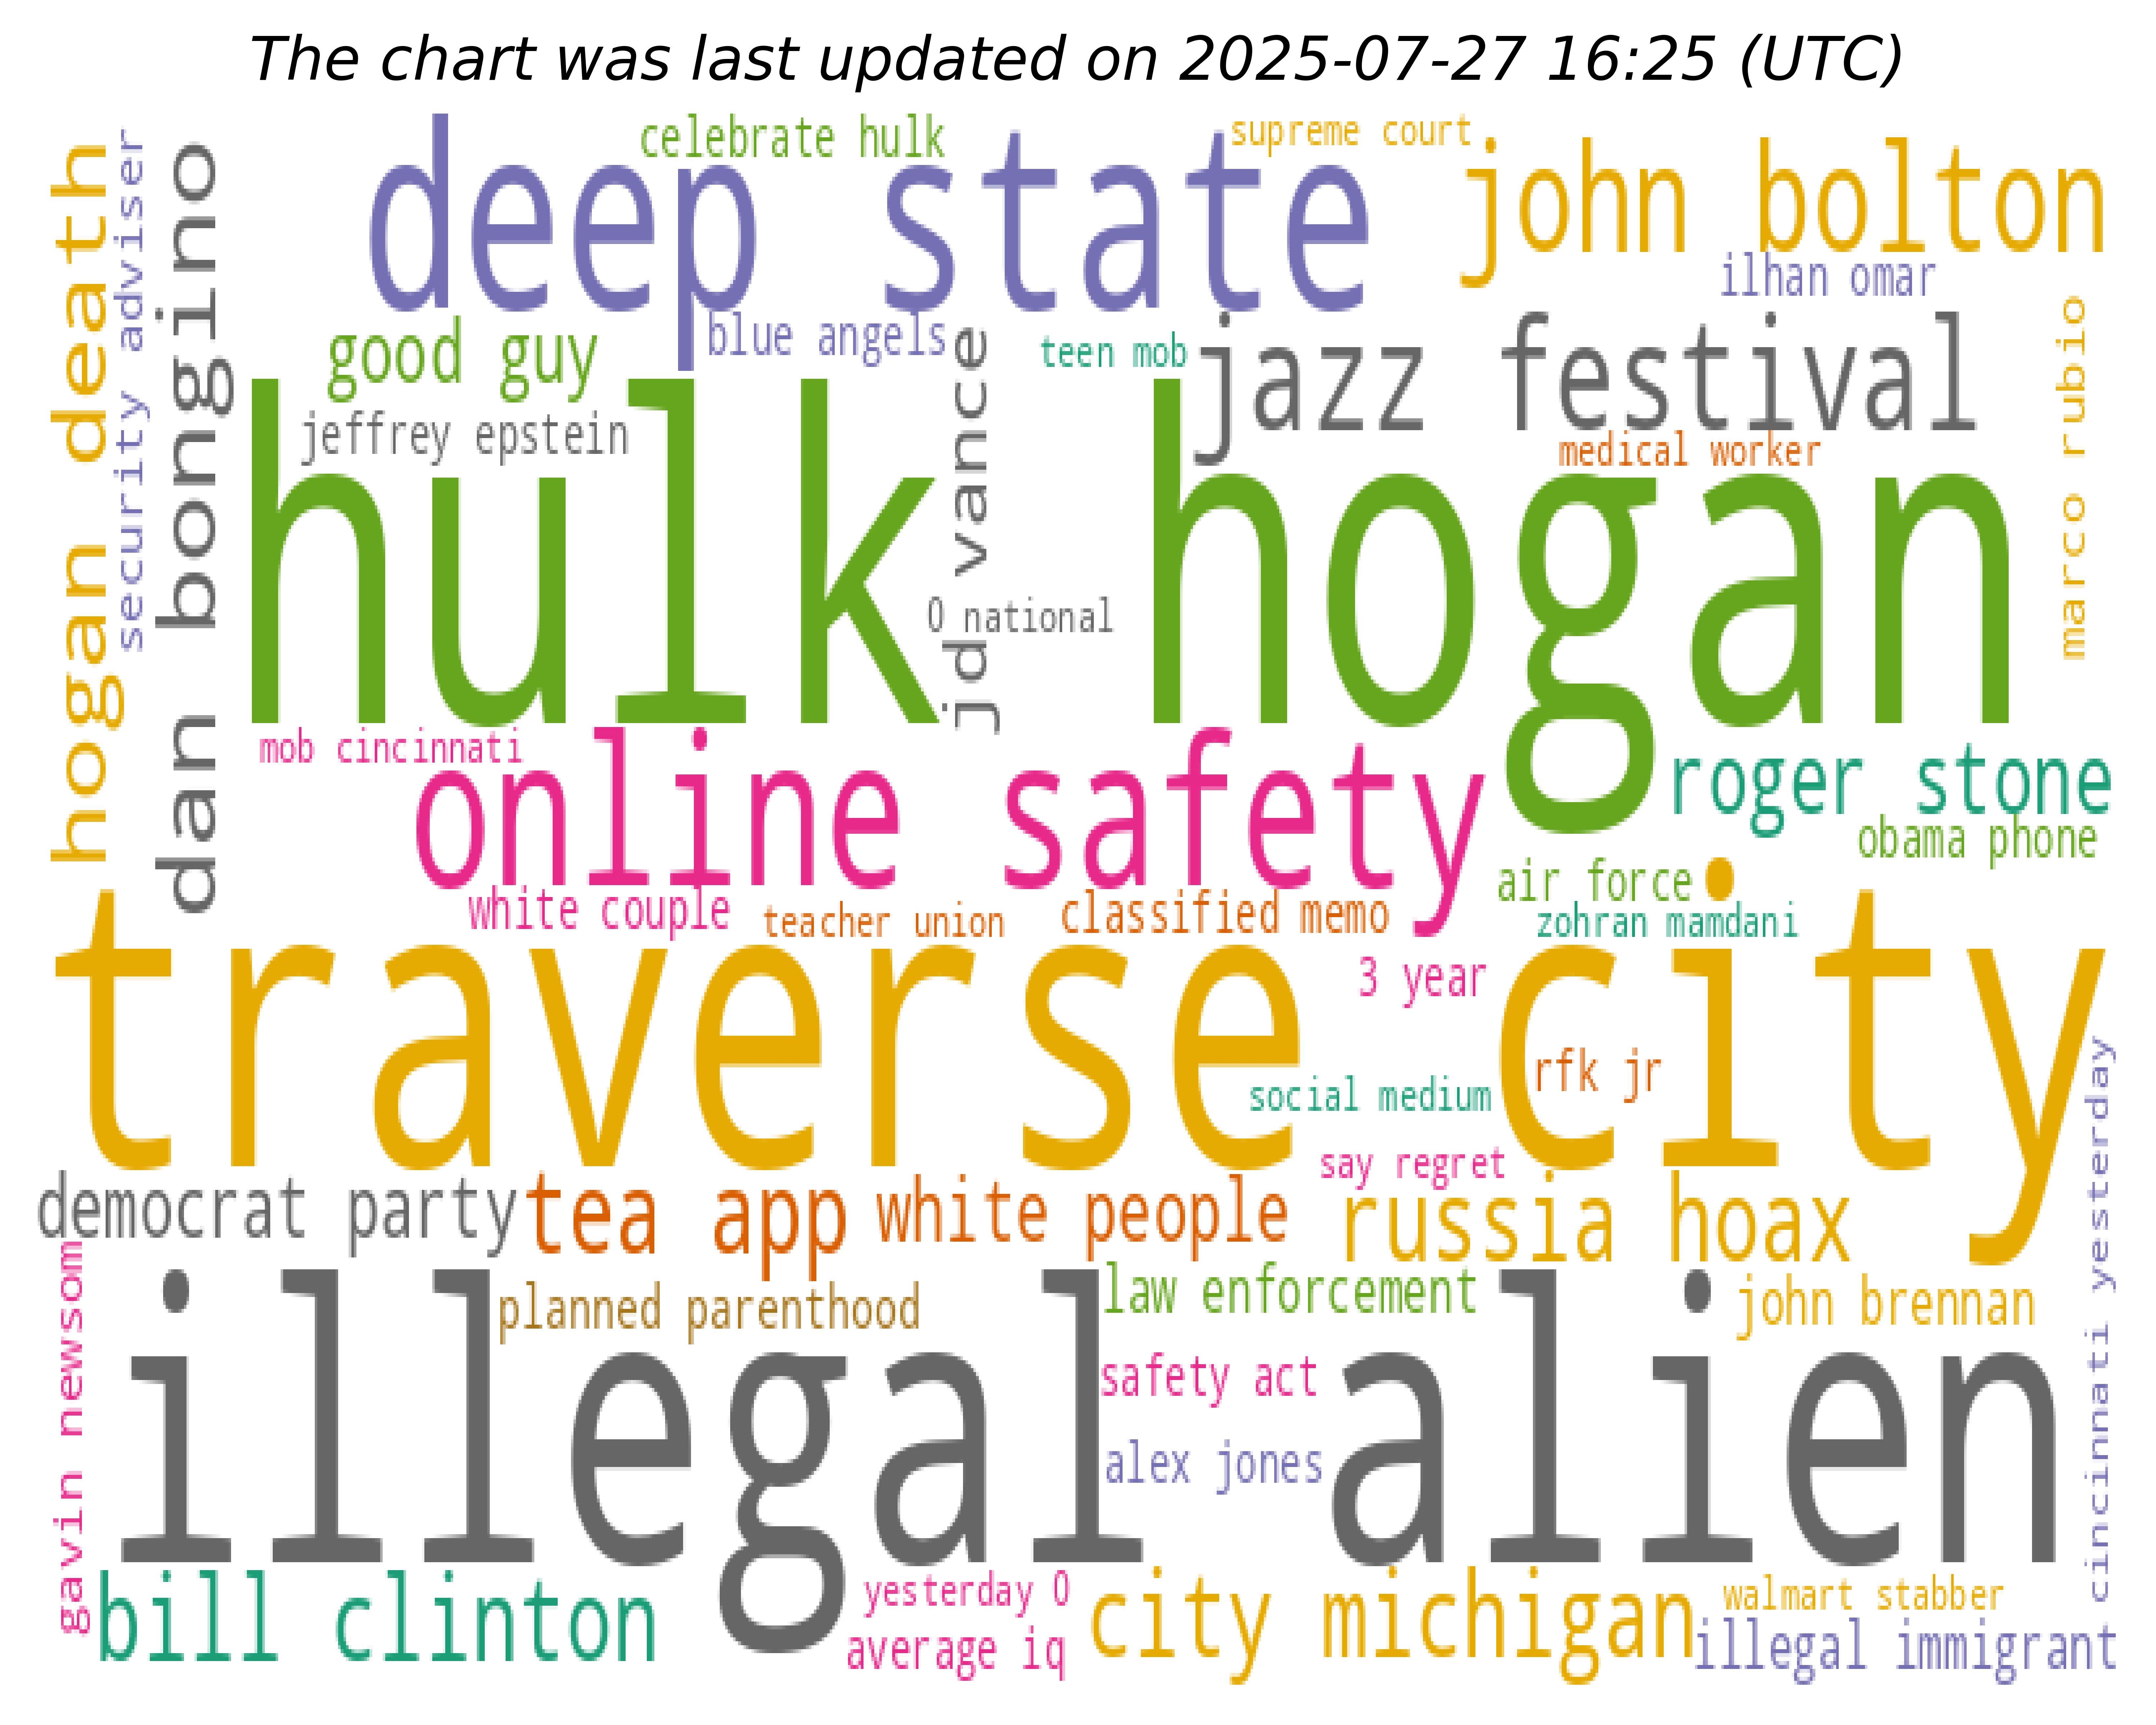 The chart was last updated on 2025-07-27 16:25 (UTC)
celebrate hulk
supreme court
deep state
john bolton
hogan death
security adviser
dan bongino
ilhan omar
good guy
blue angels
teen mob
jazz festival
marco rubio
jeffrey epstein
jd vance
medical worker
hulk hogan
0 national
mob cincinnati
online safety
roger stone
obama phone
air force
white couple
teacher union
classified memo
zohran mamdani
traverse city
3 year
rfk jr
social medium
say regret
cincinnati yesterday
democrat party
tea app
white people
russia hoax
gavin newsom
planned parenthood
law enforcement
john brennan
illegal alien
safety act
alex jones
bill clinton
yesterday 0
average iq
city michigan
walmart stabber
illegal immigrant